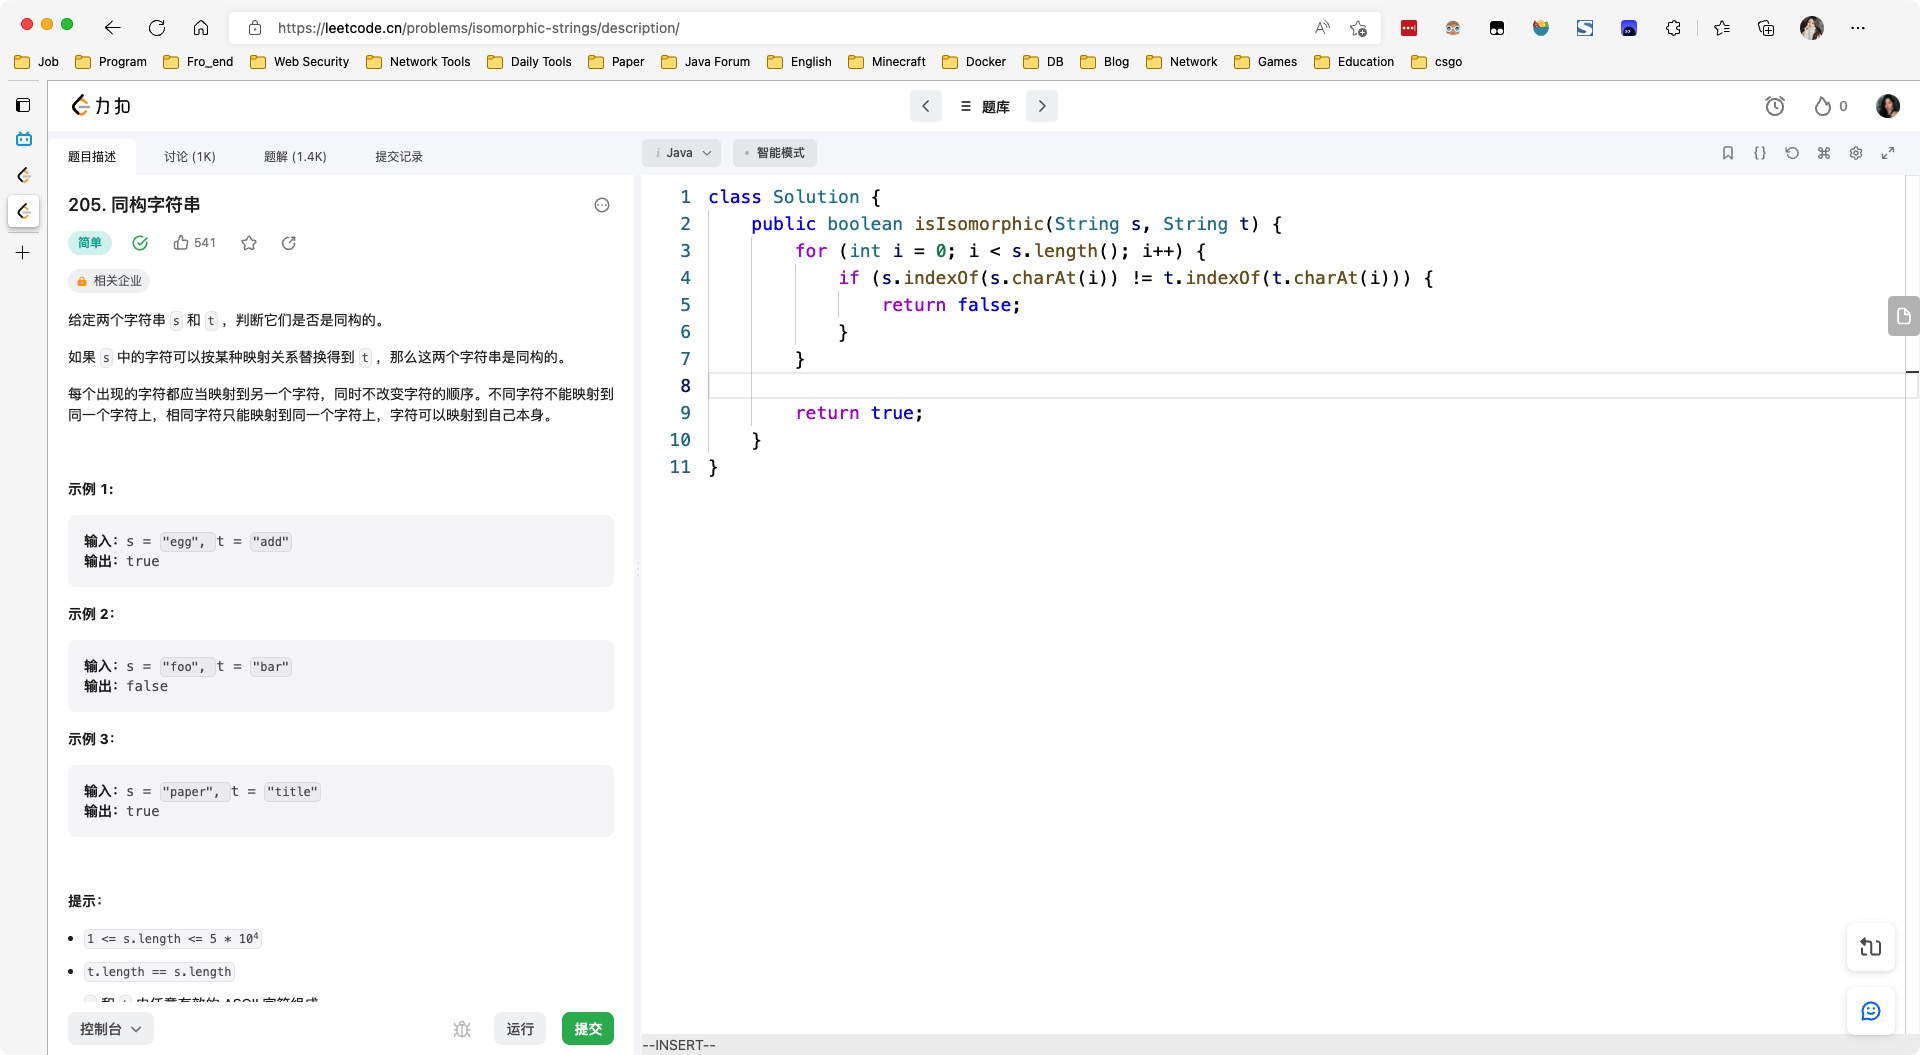 https://leetcode.cn/problems/isomorphic-strings/description/
Job Program Fro_end Web Security Network Tools Daily Tools Paper Java Forum English Minecraft Docker DB Blog Network Games Education csgo
力扣 题库 0
题目描述 讨论 (1K) 题解 (1.4K) 提交记录
205. 同构字符串
简单 541
相关企业
给定两个字符串 s 和 t ，判断它们是否是同构的。
如果 s 中的字符可以按某种映射关系替换得到 t ，那么这两个字符串是同构的。
每个出现的字符都应当映射到另一个字符，同时不改变字符的顺序。不同字符不能映射到
同一个字符上，相同字符只能映射到同一个字符上，字符可以映射到自己本身。
示例 1:
输入：s = "egg", t = "add"
输出：true
示例 2：
输入：s = "foo", t = "bar"
输出：false
示例 3：
输入：s = "paper", t = "title"
输出：true
提示：
1 <= s.length <= 5 * 10⁴
t.length == s.length
控制台 运行 提交
i Java 智能模式
1 class Solution {
2 public boolean isIsomorphic(String s, String t) {
3 for (int i = 0; i < s.length(); i++) {
4 if (s.indexOf(s.charAt(i)) != t.indexOf(t.charAt(i))) {
5 return false;
6 }
7 }
8
9 return true;
10 }
11 }
--INSERT--